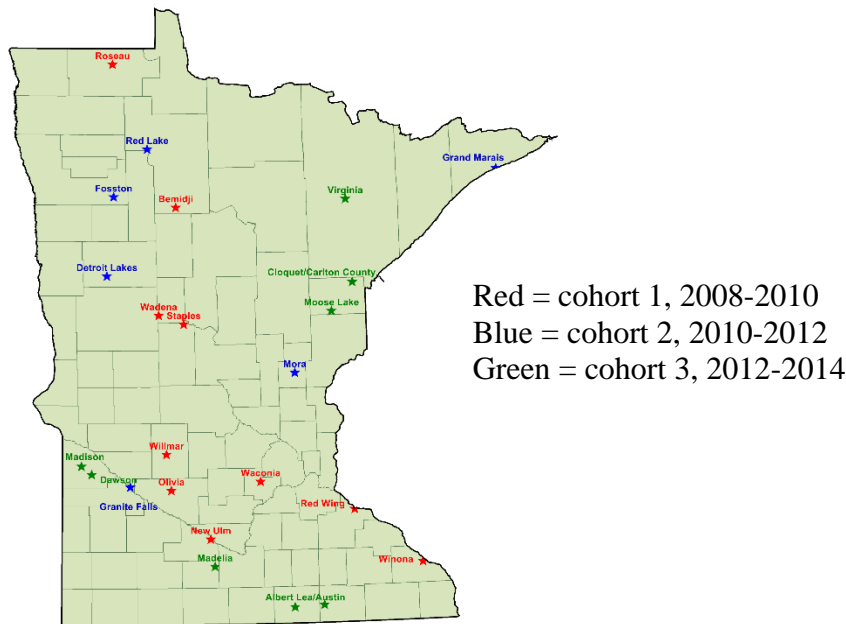 Roseau
Red Lake
Grand Marais
Fosston
Bemidji
Virginia
Detroit Lakes
Cloquet/Carlton County
Moose Lake
Wadena
Staples
Mora
Willmar
Madison
Dawson
Olivia
Waconia
Granite Falls
Red Wing
New Ulm
Madelia
Winona
Albert Lea/Austin
Red = cohort 1, 2008-2010
Blue = cohort 2, 2010-2012
Green = cohort 3, 2012-2014